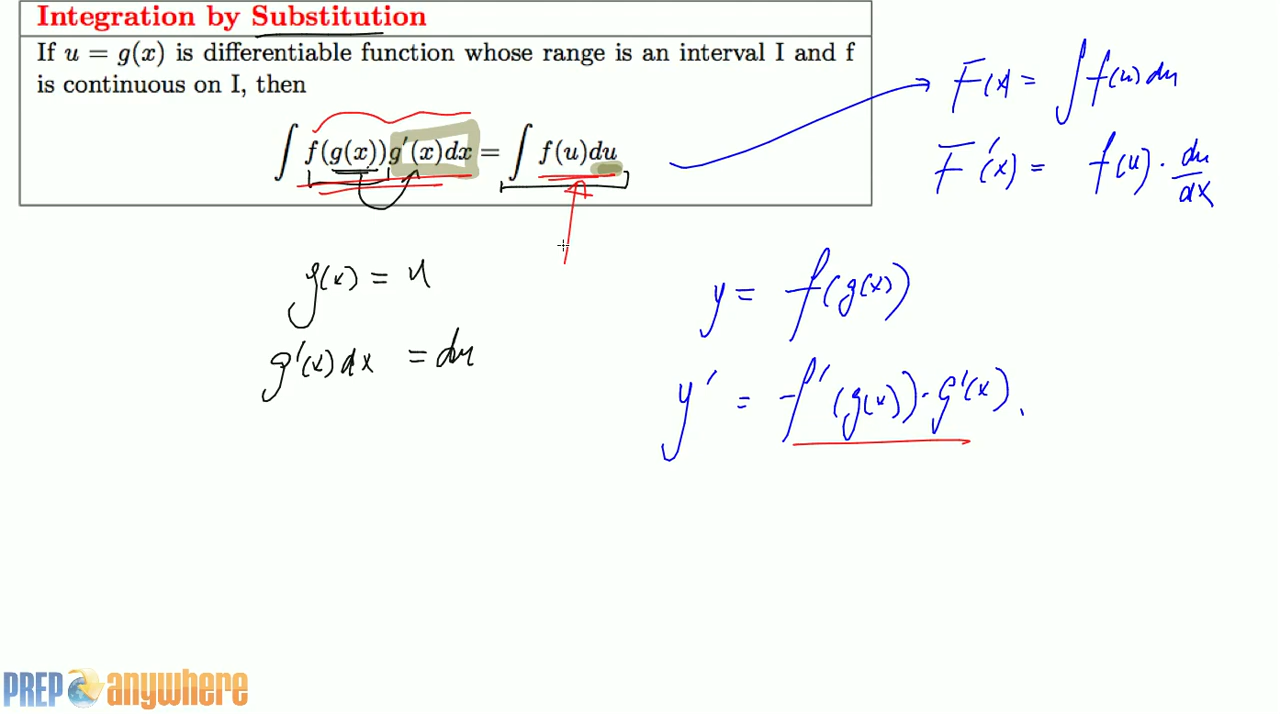 Integration by Substitution
If u = g(x) is differentiable function whose range is an interval I and f
is continuous on I, then
∫ f(g(x))g′(x)dx = ∫ f(u)du
F(x) = ∫ f(u) du
F′(x) = f(u) · du/dx
g(x) = u
g′(x) dx = du
y = f(g(x))
y′ = f′(g(x)) · g′(x).
PREP anywhere